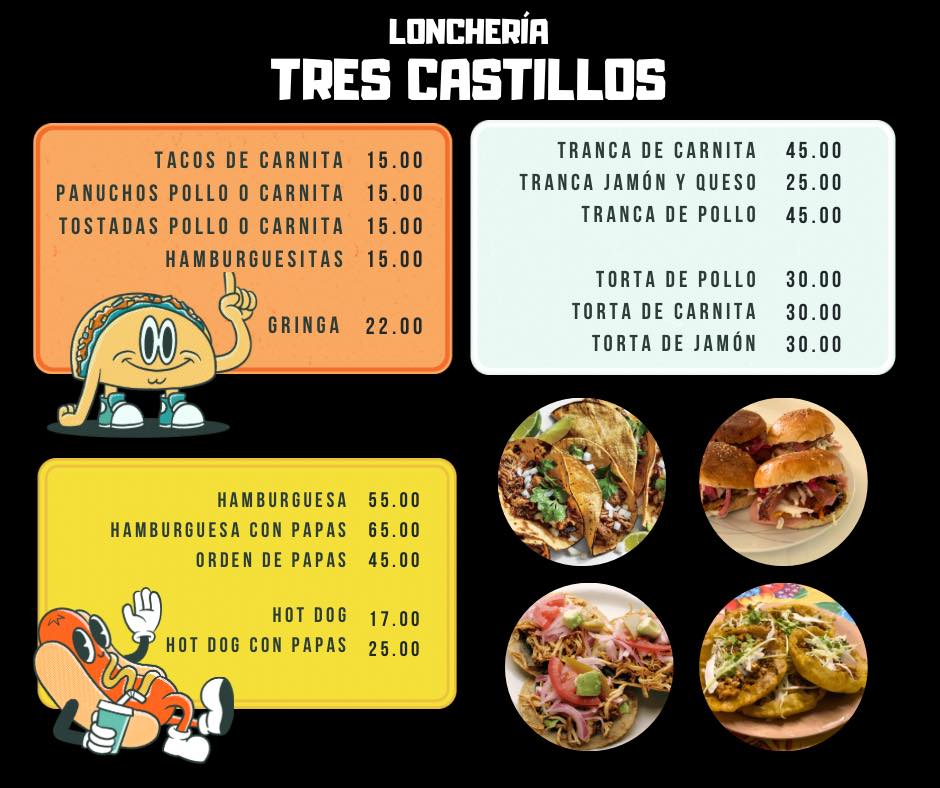 LONCHERÍA
TRES CASTILLOS
TACOS DE CARNITA 15.00
PANUCHOS POLLO O CARNITA 15.00
TOSTADAS POLLO O CARNITA 15.00
HAMBURGUESITAS 15.00
GRINGA 22.00
TRANCA DE CARNITA 45.00
TRANCA JAMÓN Y QUESO 25.00
TRANCA DE POLLO 45.00
TORTA DE POLLO 30.00
TORTA DE CARNITA 30.00
TORTA DE JAMÓN 30.00
HAMBURGUESA 55.00
HAMBURGUESA CON PAPAS 65.00
ORDEN DE PAPAS 45.00
HOT DOG 17.00
HOT DOG CON PAPAS 25.00